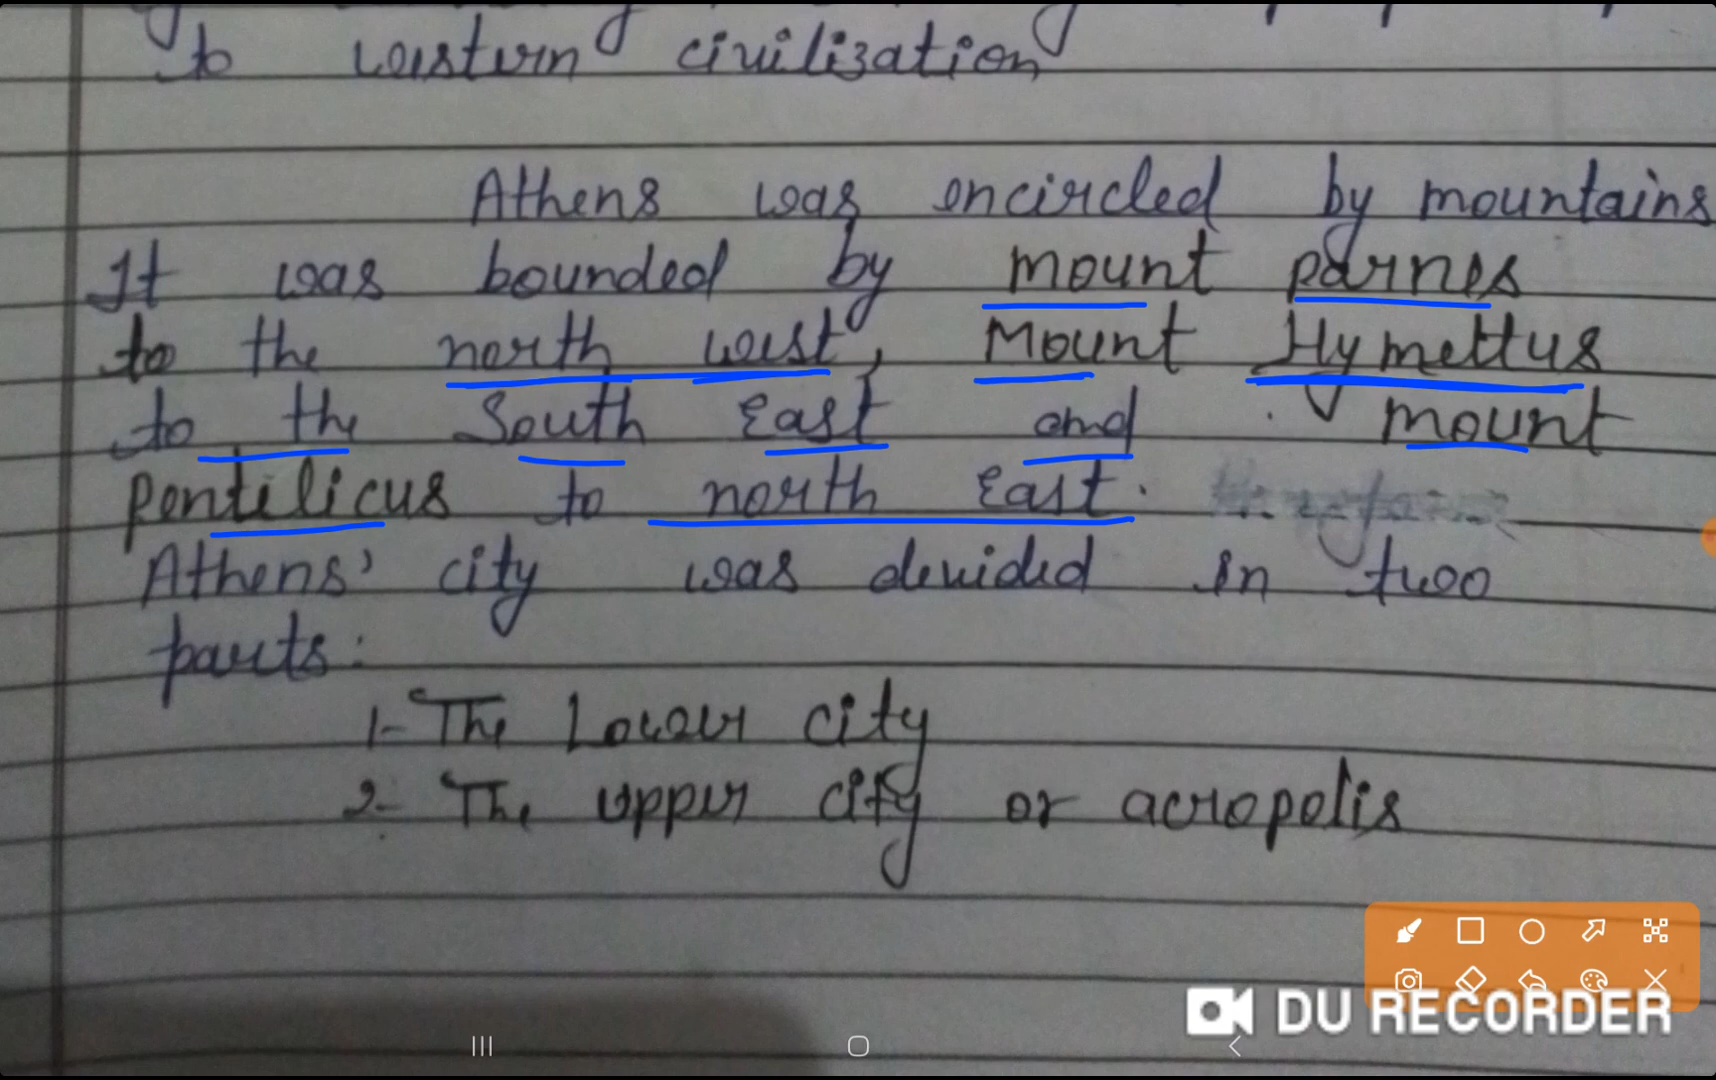 to western civilization
Athens was encircled by mountains
It was bounded by mount parnes
to the north west, Mount Hymettus
to the South East and mount
pentilicus to north East.
Athens' city was devided in two
parts:
1- The Lower city
2- The upper city or acropolis
DU RECORDER